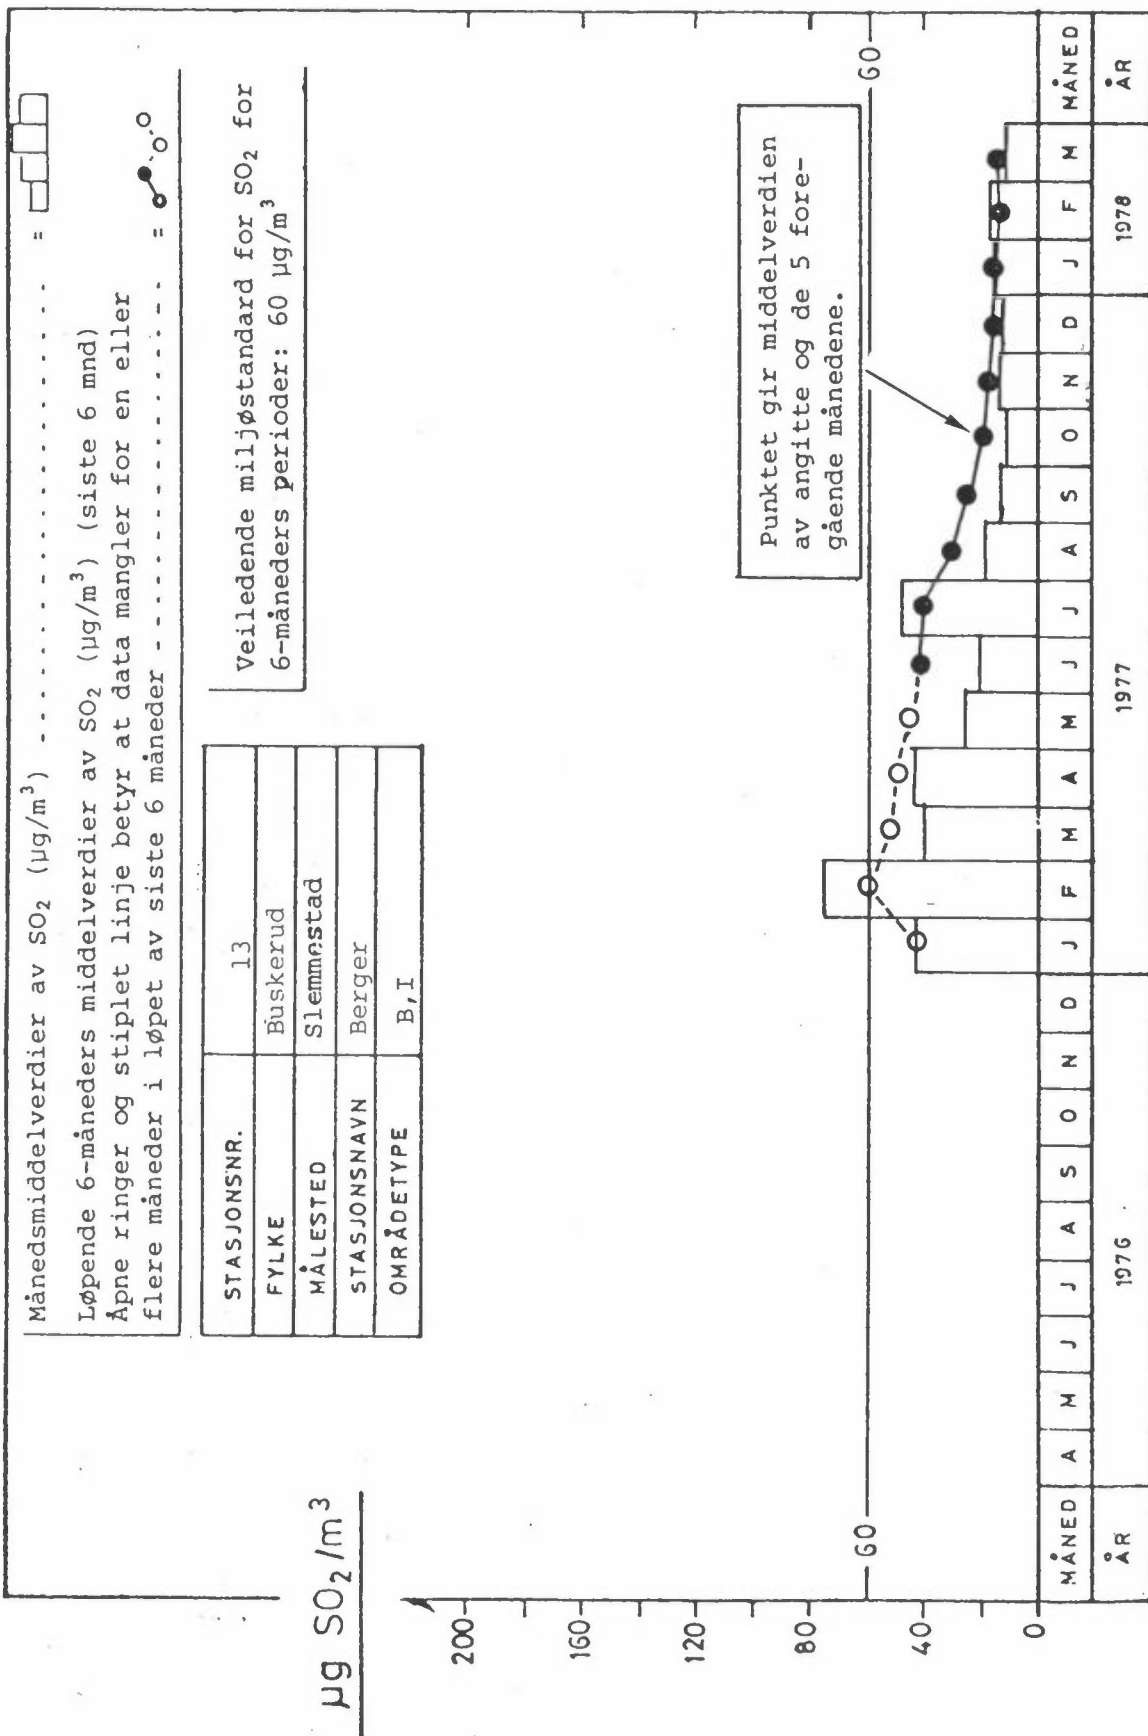 Månedsmiddelverdier av SO₂ (µg/m³) ---------------------- =
Løpende 6-måneders middelverdier av SO₂ (µg/m³) (siste 6 mnd)
Åpne ringer og stiplet linje betyr at data mangler for en eller
flere måneder i løpet av siste 6 måneder ---------------- =
Veiledende miljøstandard for SO₂ for
6-måneders perioder: 60 µg/m³
STASJONSNR. 13
FYLKE Buskerud
MÅLESTED Slemmestad
STASJONSNAVN Berger
OMRÅDETYPE B,I
µg SO₂/m³
200
160
120
80
40
0
60
60
Punktet gir middelverdien
av angitte og de 5 fore-
gående månedene.
MÅNED A M J J A S O N D J F M A M J J A S O N D J F M MÅNED
ÅR 1976 1977 1978 ÅR